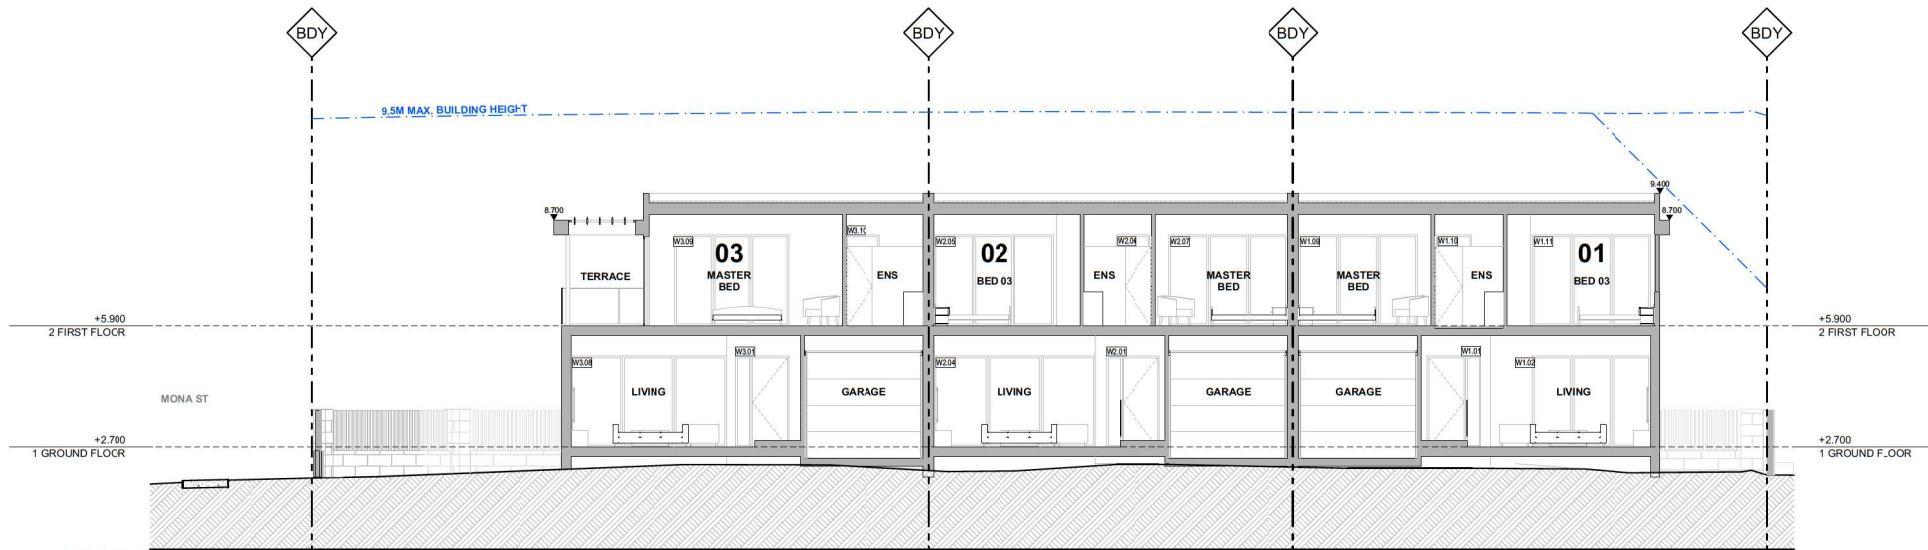 BDY
BDY
BDY
BDY
9.5M MAX. BUILDING HEIGHT
9.400
8.700
8.700
W3.09
03
MASTER
BED
W3.10
ENS
W2.05
02
BED 03
W2.06
ENS
W2.07
MASTER
BED
W1.09
MASTER
BED
W1.10
ENS
W1.11
01
BED 03
TERRACE
+5.900
2 FIRST FLOOR
+5.900
2 FIRST FLOOR
W3.08
LIVING
W3.01
GARAGE
W2.04
LIVING
W2.01
GARAGE
GARAGE
W1.01
W1.02
LIVING
MONA ST
+2.700
1 GROUND FLOOR
+2.700
1 GROUND FLOOR